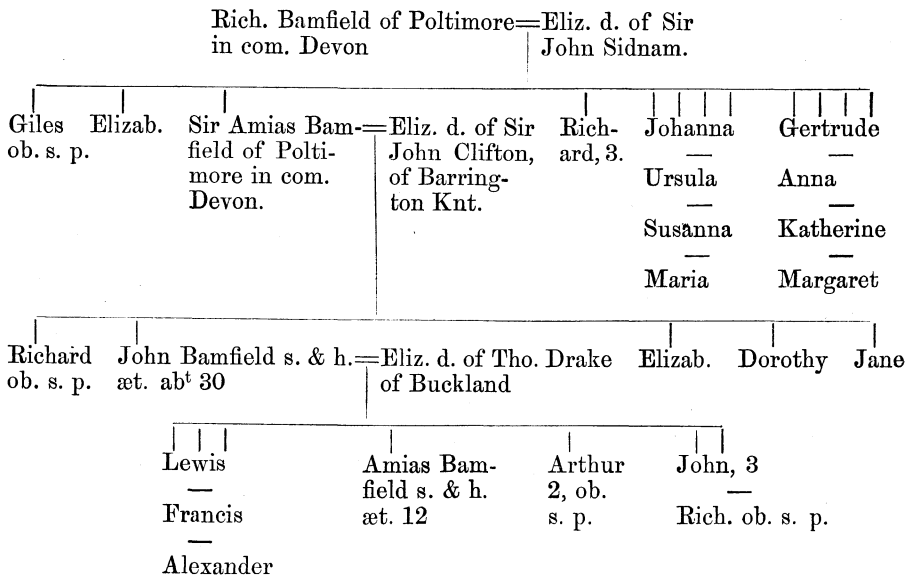 Rich. Bamfield of Poltimore=Eliz. d. of Sir
in com. Devon John Sidnam.
Giles Elizab. Sir Amias Bam-=Eliz. d. of Sir Rich- Johanna Gertrude
ob. s. p. field of Polti- John Clifton, ard, 3. — —
more in com. of Barring- Ursula Anna
Devon. ton Knt. — —
Susanna Katherine
— —
Maria Margaret
Richard John Bamfield s. & h.=Eliz. d. of Tho. Drake Elizab. Dorothy Jane
ob. s. p. æt. abᵗ 30 of Buckland
Lewis Amias Bam- Arthur John, 3
— field s. & h. 2, ob. —
Francis æt. 12 s. p. Rich. ob. s. p.
—
Alexander